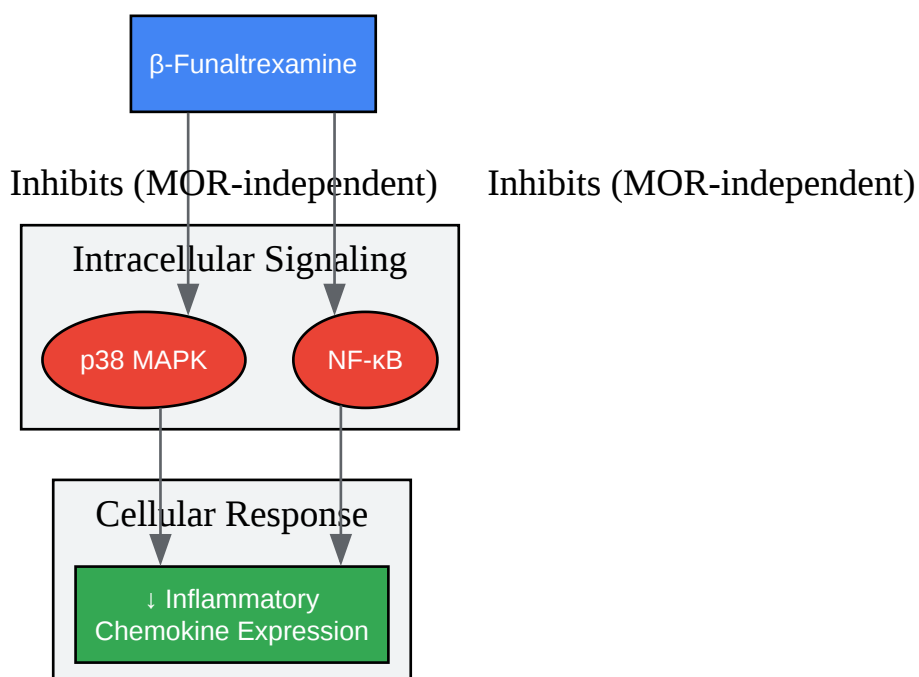 β-Funaltrexamine
Inhibits (MOR-independent)
Inhibits (MOR-independent)
Intracellular Signaling
p38 MAPK
NF-κB
Cellular Response
↓ Inflammatory
Chemokine Expression